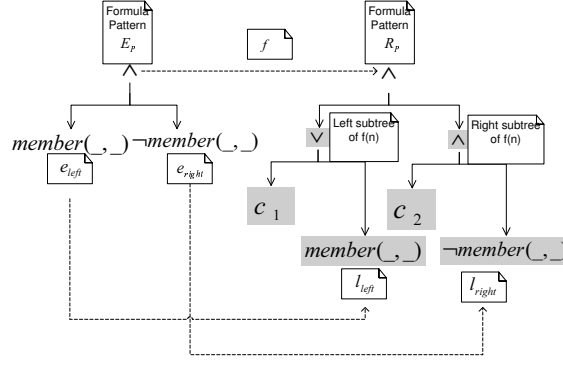 Formula
Pattern
E_p
f
Formula
Pattern
R_p
∧
∧
member(_,_)
¬member(_,_)
e_left
e_right
∨
Left subtree
of f(n)
∧
Right subtree
of f(n)
c_1
c_2
member(_,_)
¬member(_,_)
l_left
l_right